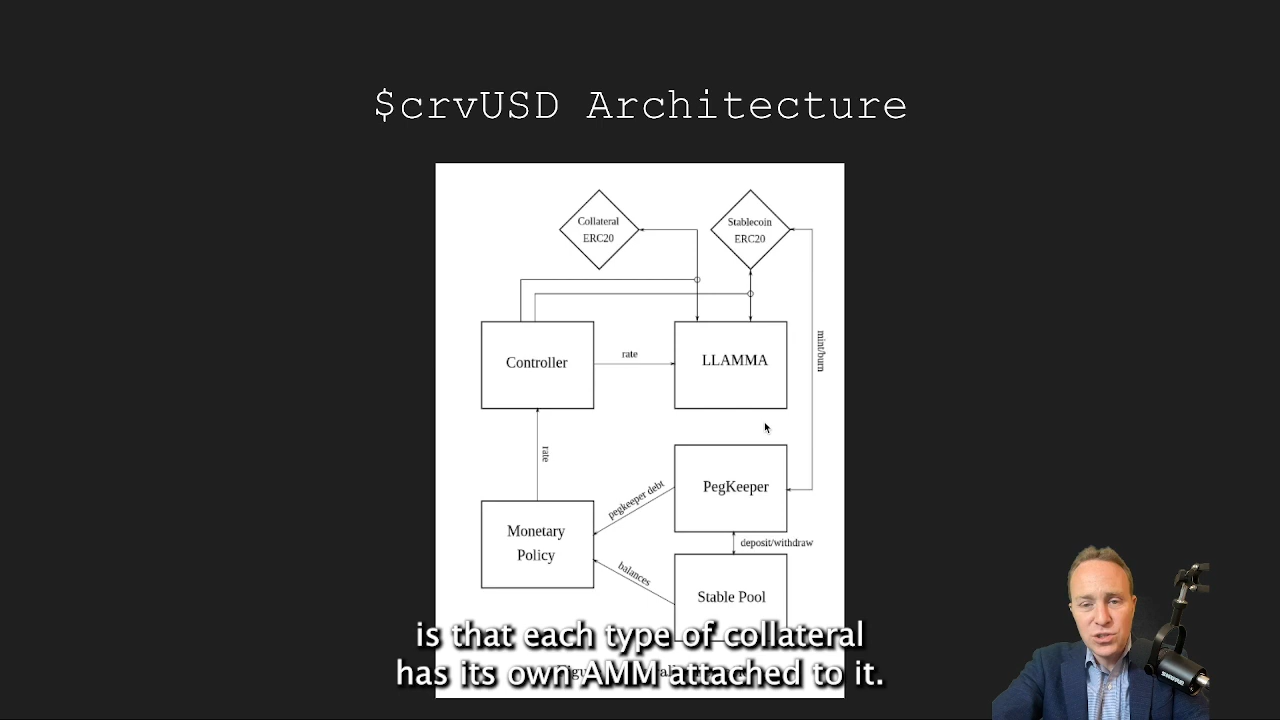 $crvUSD Architecture
Collateral
ERC20
Stablecoin
ERC20
Controller
rate
LLAMMA
mint/burn
rate
PegKeeper
pegkeeper debt
Monetary
Policy
deposit/withdraw
balances
Stable Pool
is that each type of collateral
has its own AMM attached to it.